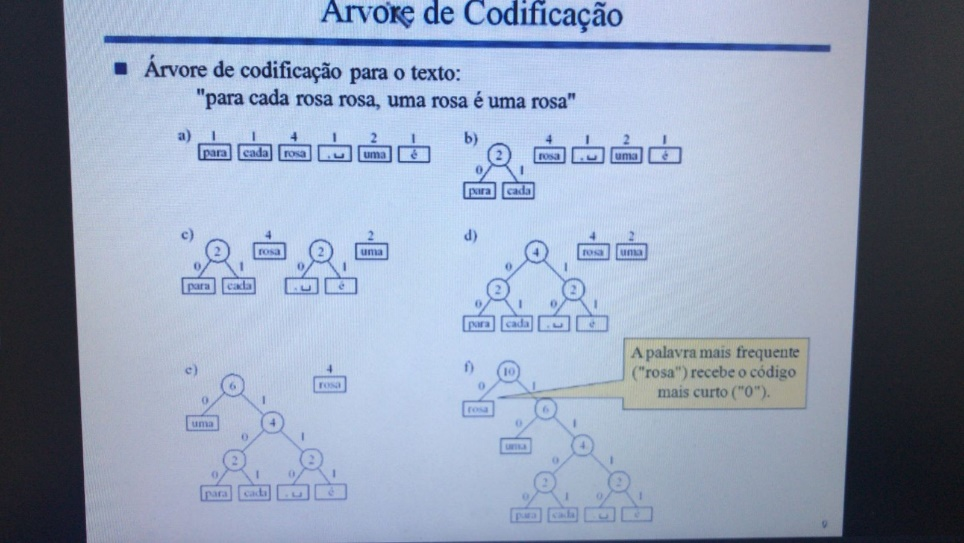 Árvore de Codificação
■ Árvore de codificação para o texto:
"para cada rosa rosa, uma rosa é uma rosa"
a) 1 1 4 1 2 1
para cada rosa ,␣ uma é
b) 4 1 2 1
2 rosa ,␣ uma é
0 1
para cada
c) 4 2
2 rosa 2 uma
0 1 0 1
para cada ,␣ é
d) 4 2
4 rosa uma
0 1
2 2
0 1 0 1
para cada ,␣ é
e) 4
6 rosa
0 1
uma 4
0 1
2 2
0 1 0 1
para cada ,␣ é
f) 10
0 1
rosa 6
0 1
uma 4
0 1
2 2
0 1 0 1
para cada ,␣ é
A palavra mais frequente
("rosa") recebe o código
mais curto ("0").
9